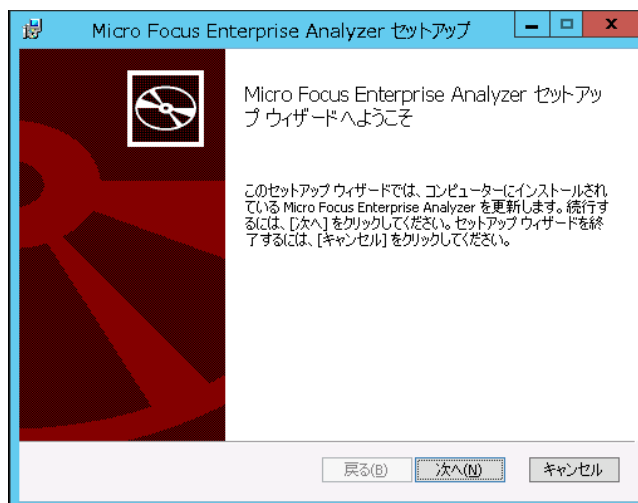 Micro Focus Enterprise Analyzer セットアップ
Micro Focus Enterprise Analyzer セットアッ
プ ウィザードへようこそ
このセットアップ ウィザードでは、コンピューターにインストールされ
ている Micro Focus Enterprise Analyzer を更新します。続行す
るには、[次へ] をクリックしてください。セットアップ ウィザードを終
了するには、[キャンセル] をクリックしてください。
戻る(B) 次へ(N) キャンセル